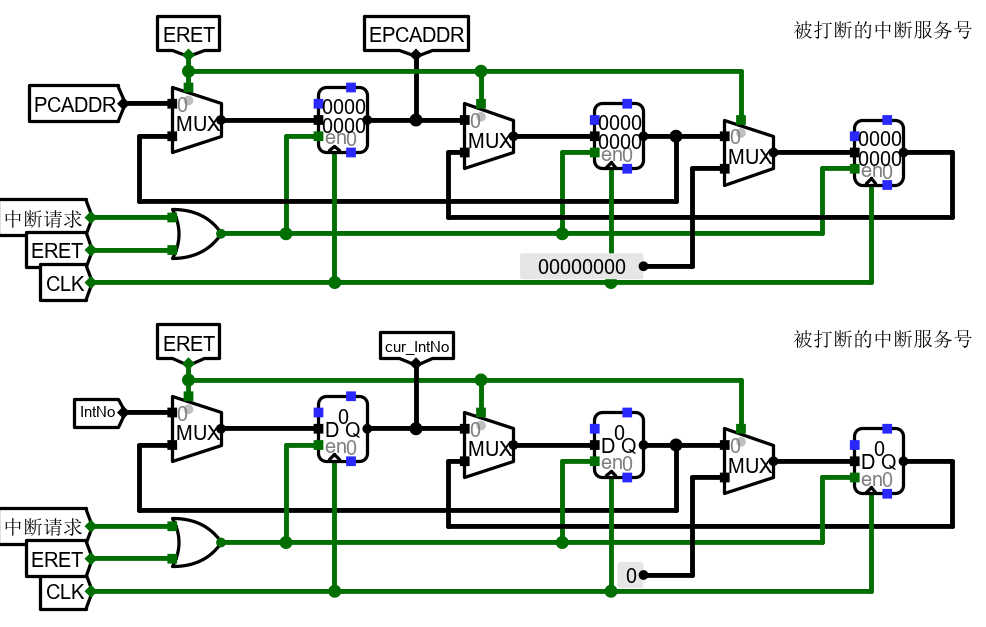 ERET
EPCADDR
被打断的中断服务号
PCADDR
0
MUX
0000
0000
en0
0
MUX
0000
0000
en0
0
MUX
0000
0000
en0
中断请求
ERET
CLK
00000000
ERET
cur_IntNo
被打断的中断服务号
IntNo
0
MUX
0
D Q
en0
0
MUX
0
D Q
en0
0
MUX
0
D Q
en0
中断请求
ERET
CLK
0